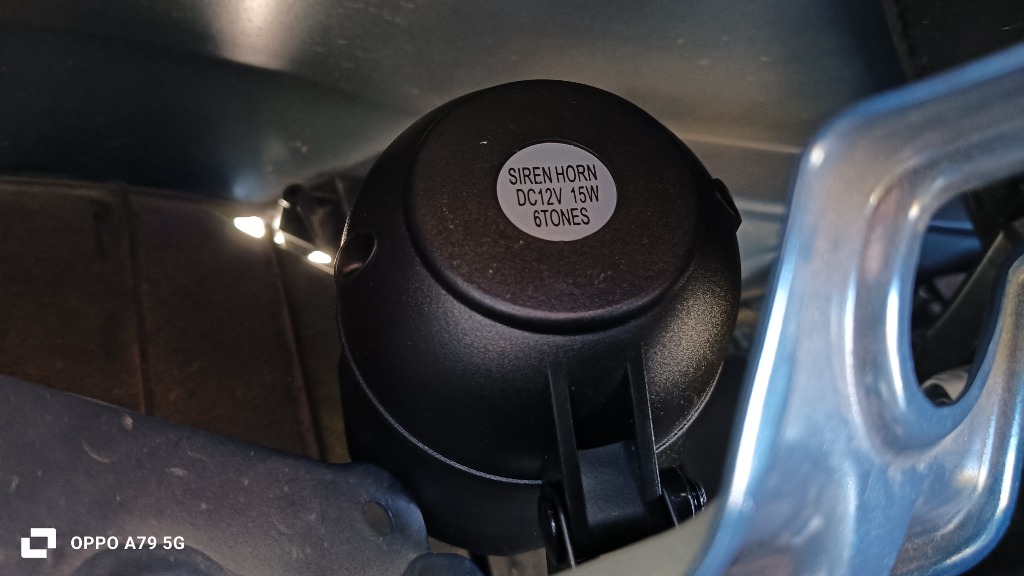 SIREN HORN
DC12V 15W
6TONES
OPPO A79 5G